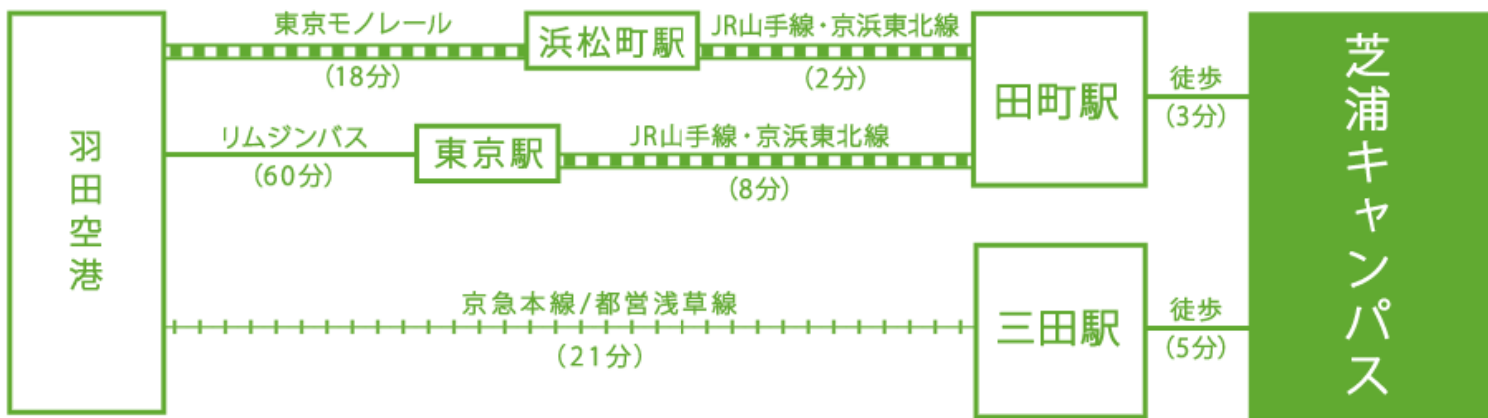 羽田空港
東京モノレール
(18分)
浜松町駅
JR山手線・京浜東北線
(2分)
リムジンバス
(60分)
東京駅
JR山手線・京浜東北線
(8分)
田町駅
徒歩
(3分)
京急本線/都営浅草線
(21分)
三田駅
徒歩
(5分)
芝浦キャンパス